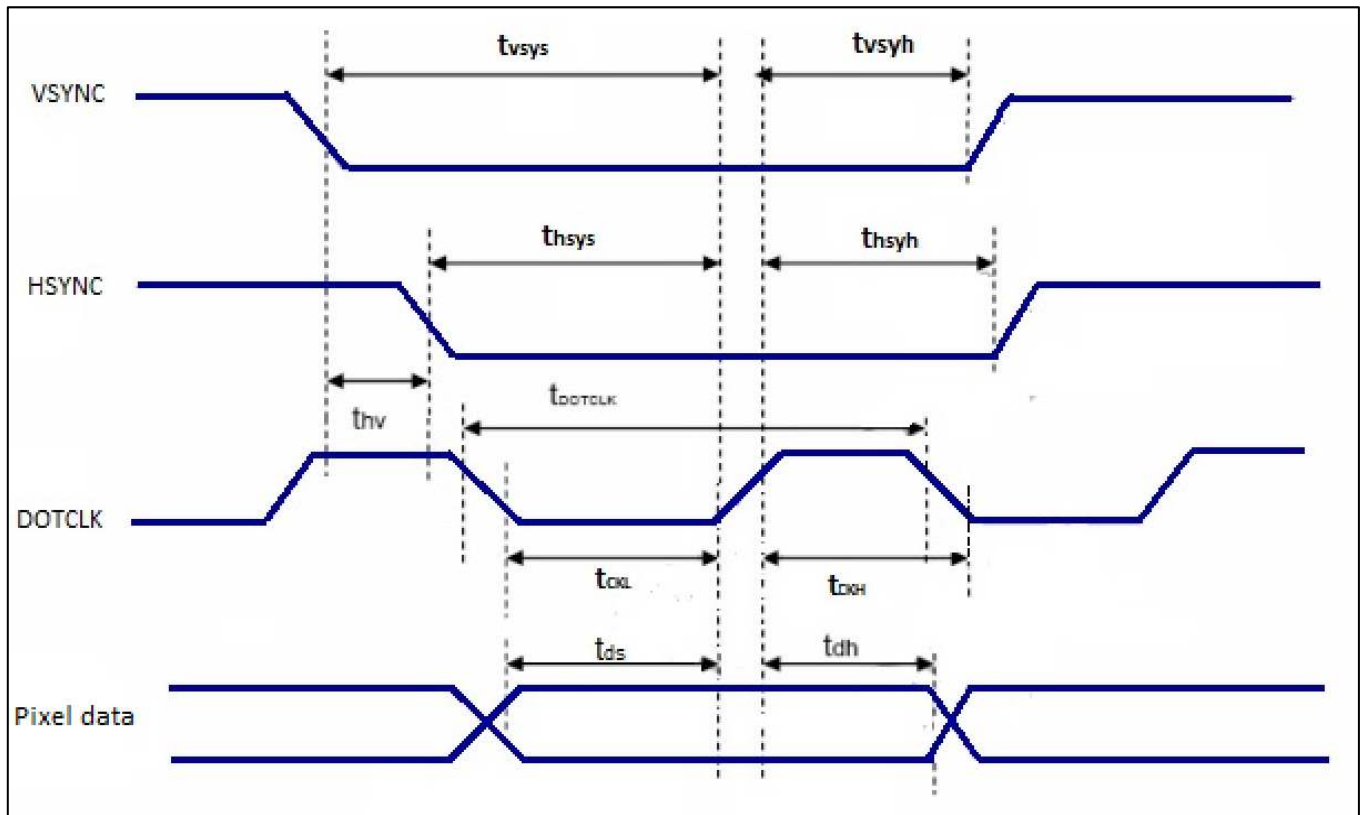 tvsys tvsyh
VSYNC
thsys thsyh
HSYNC
tDOTCLK
thv
DOTCLK
tCKL tCKH
tds tdh
Pixel data